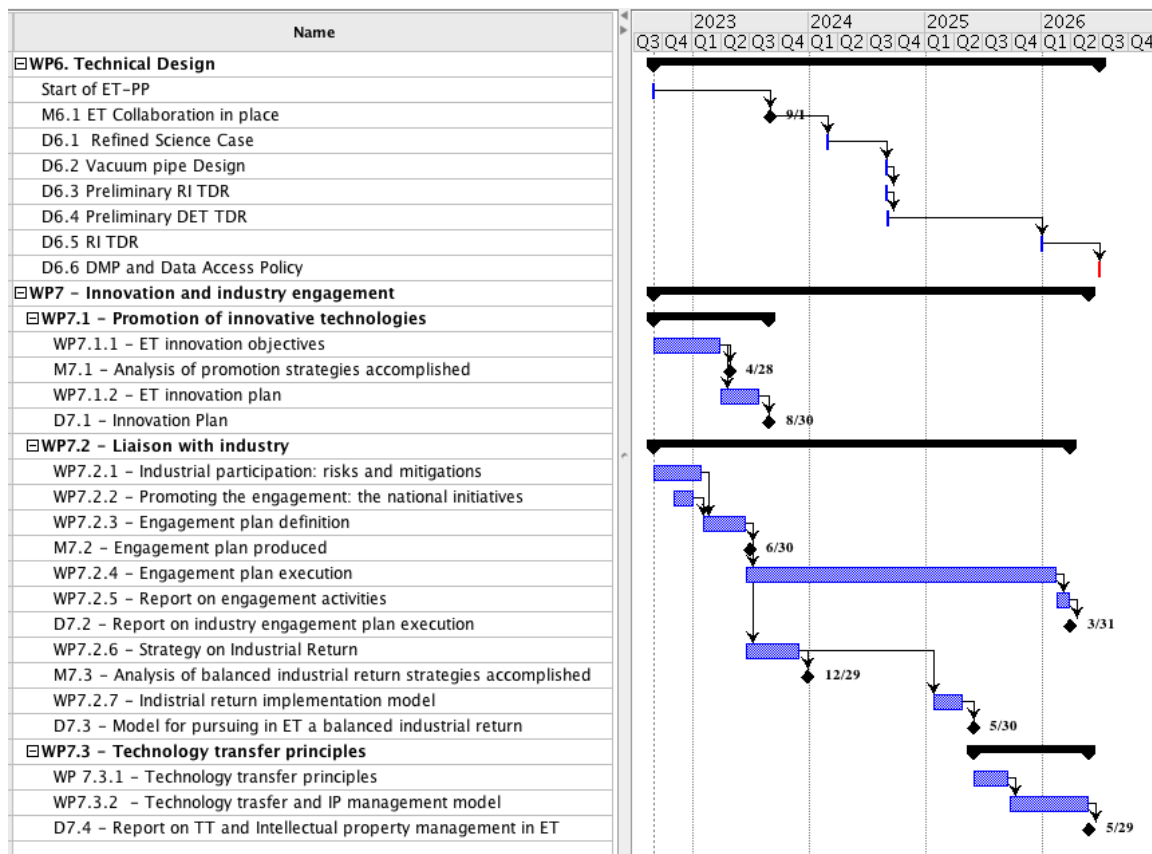 Name
2023 2024 2025 2026
Q3 Q4 Q1 Q2 Q3 Q4 Q1 Q2 Q3 Q4 Q1 Q2 Q3 Q4 Q1 Q2 Q3 Q4
WP6. Technical Design
Start of ET-PP
M6.1 ET Collaboration in place 9/1
D6.1 Refined Science Case
D6.2 Vacuum pipe Design
D6.3 Preliminary RI TDR
D6.4 Preliminary DET TDR
D6.5 RI TDR
D6.6 DMP and Data Access Policy
WP7 - Innovation and industry engagement
WP7.1 - Promotion of innovative technologies
WP7.1.1 - ET innovation objectives
M7.1 - Analysis of promotion strategies accomplished 4/28
WP7.1.2 - ET innovation plan
D7.1 - Innovation Plan 8/30
WP7.2 - Liaison with industry
WP7.2.1 - Industrial participation: risks and mitigations
WP7.2.2 - Promoting the engagement: the national initiatives
WP7.2.3 - Engagement plan definition
M7.2 - Engagement plan produced 6/30
WP7.2.4 - Engagement plan execution
WP7.2.5 - Report on engagement activities
D7.2 - Report on industry engagement plan execution 3/31
WP7.2.6 - Strategy on Industrial Return
M7.3 - Analysis of balanced industrial return strategies accomplished 12/29
WP7.2.7 - Indistrial return implementation model
D7.3 - Model for pursuing in ET a balanced industrial return 5/30
WP7.3 - Technology transfer principles
WP 7.3.1 - Technology transfer principles
WP7.3.2 - Technology trasfer and IP management model
D7.4 - Report on TT and Intellectual property management in ET 5/29